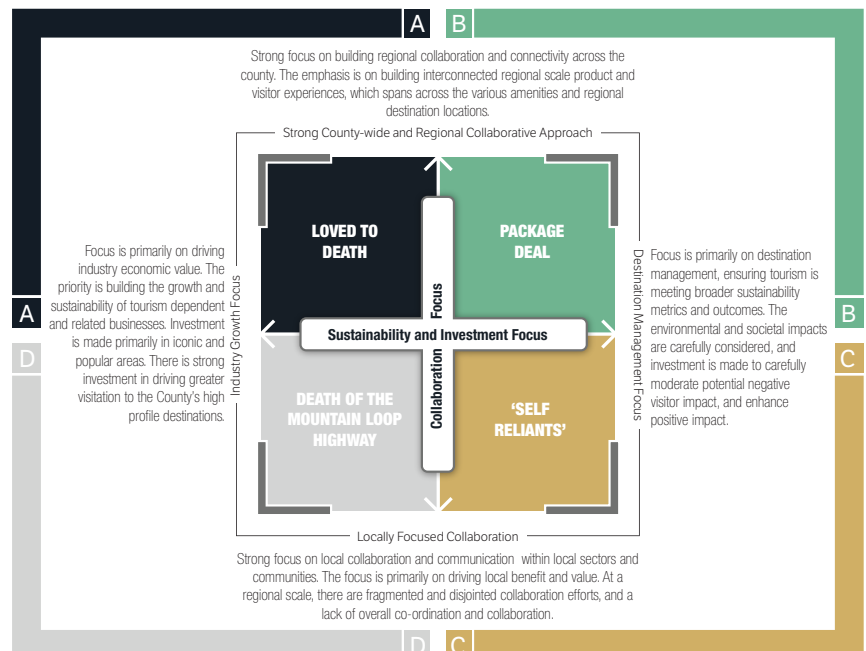 A B
Strong focus on building regional collaboration and connectivity across the
county. The emphasis is on building interconnected regional scale product and
visitor experiences, which spans across the various amenities and regional
destination locations.
Strong County-wide and Regional Collaborative Approach
LOVED TO
DEATH
PACKAGE
DEAL
Focus is primarily on driving
industry economic value. The
priority is building the growth and
sustainability of tourism dependent
and related businesses. Investment
is made primarily in iconic and
popular areas. There is strong
investment in driving greater
visitation to the County's high
profile destinations.
Industry Growth Focus
A
D
Sustainability and Investment Focus
Collaboration Focus
Destination Management Focus
Focus is primarily on destination
management, ensuring tourism is
meeting broader sustainability
metrics and outcomes. The
environmental and societal impacts
are carefully considered, and
investment is made to carefully
moderate potential negative
visitor impact, and enhance
positive impact.
B
C
DEATH OF THE
MOUNTAIN LOOP
HIGHWAY
‘SELF
RELIANTS’
Locally Focused Collaboration
Strong focus on local collaboration and communication within local sectors and
communities. The focus is primarily on driving local benefit and value. At a
regional scale, there are fragmented and disjointed collaboration efforts, and a
lack of overall co-ordination and collaboration.
D C